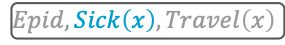 Epid, Sick(x), Travel(x)